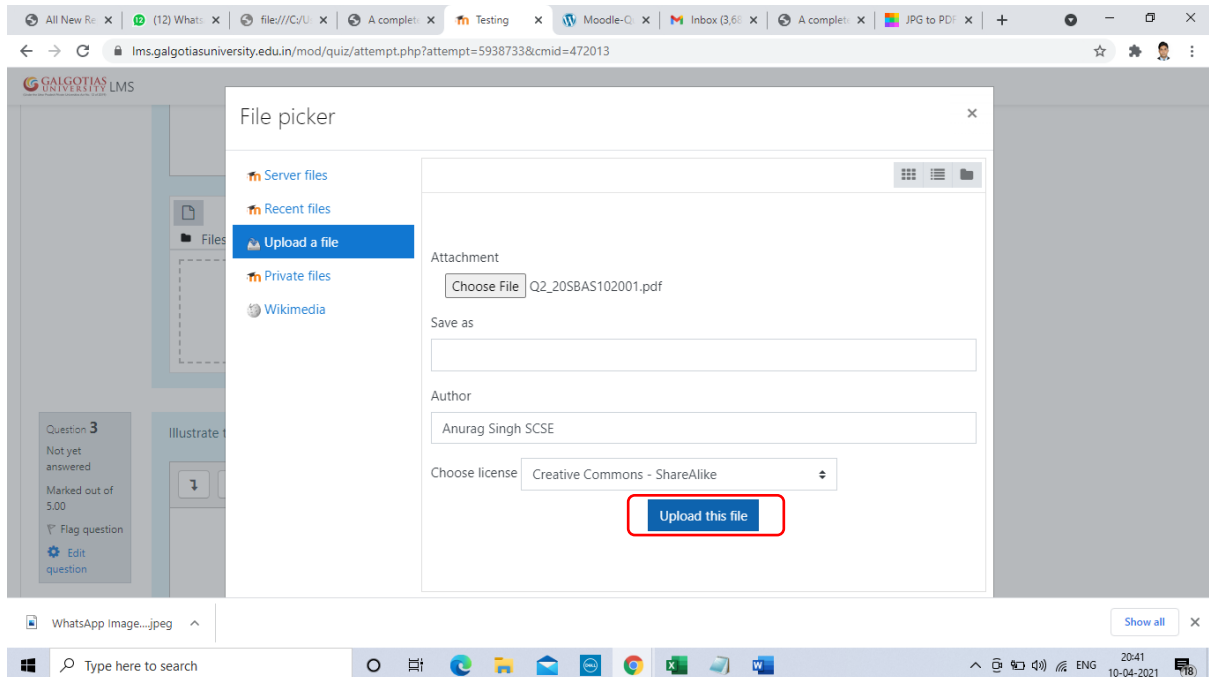 All New Re
(12) Whats
file:///C:/U
A complet
Testing
Moodle-Q
Inbox (3,6
A complet
JPG to PDF
lms.galgotiasuniversity.edu.in/mod/quiz/attempt.php?attempt=5938733&cmid=472013
GALGOTIAS UNIVERSITY LMS
File picker
Server files
Recent files
Upload a file
Private files
Wikimedia
Files
Attachment
Choose File Q2_20SBAS102001.pdf
Save as
Author
Anurag Singh SCSE
Choose license Creative Commons - ShareAlike
Upload this file
Question 3
Not yet
answered
Marked out of
5.00
Flag question
Edit
question
Illustrate t
WhatsApp Image....jpeg
Show all
Type here to search
ENG
20:41
10-04-2021